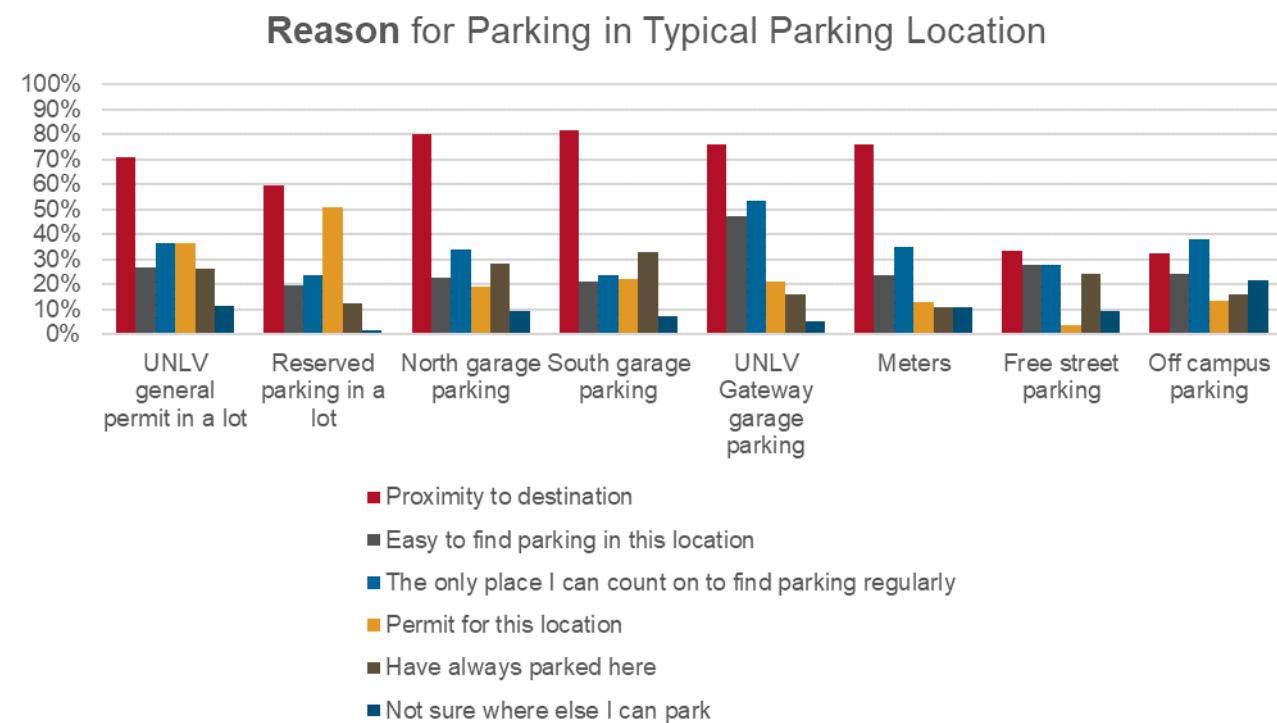 Reason for Parking in Typical Parking Location
100%
90%
80%
70%
60%
50%
40%
30%
20%
10%
0%
UNLV
general
permit in a lot
Reserved
parking in a
lot
North garage
parking
South garage
parking
UNLV
Gateway
garage
parking
Meters
Free street
parking
Off campus
parking
Proximity to destination
Easy to find parking in this location
The only place I can count on to find parking regularly
Permit for this location
Have always parked here
Not sure where else I can park